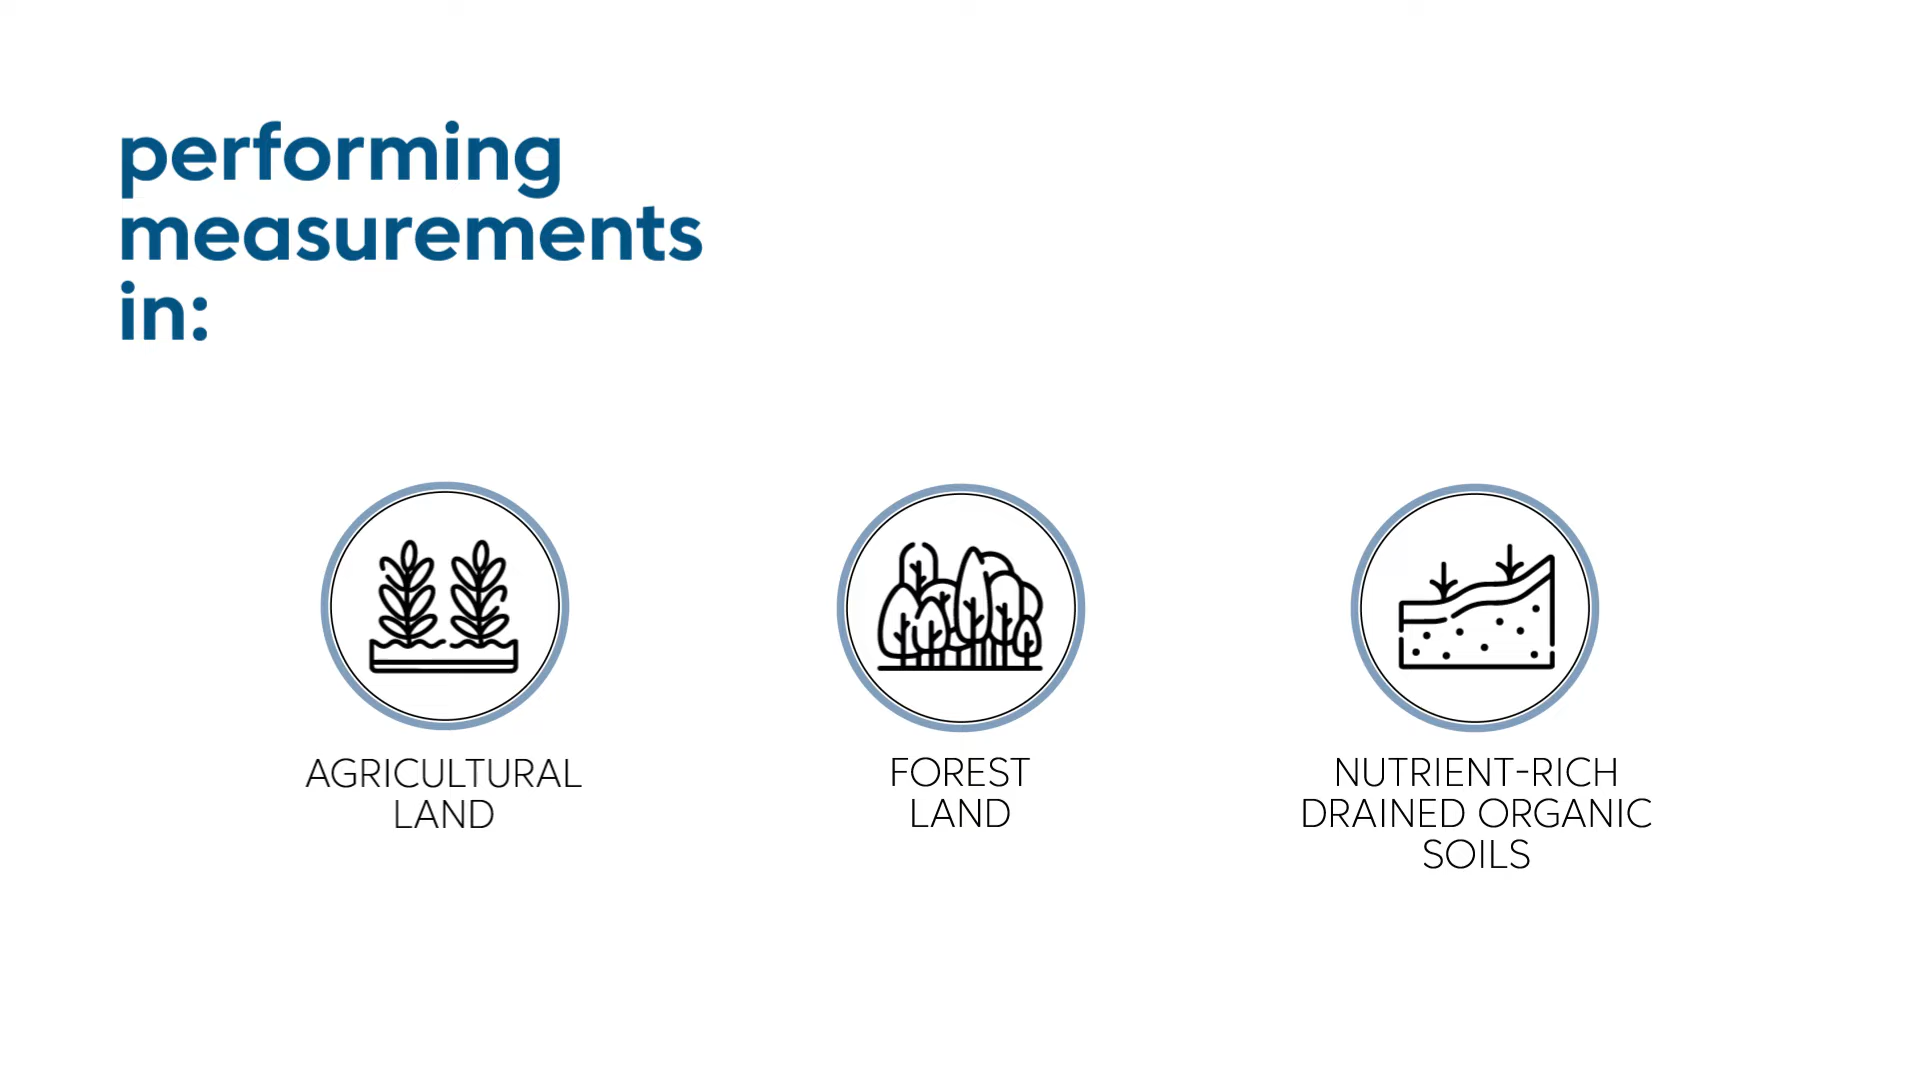 performing
measurements
in:
AGRICULTURAL
LAND
FOREST
LAND
NUTRIENT-RICH
DRAINED ORGANIC
SOILS